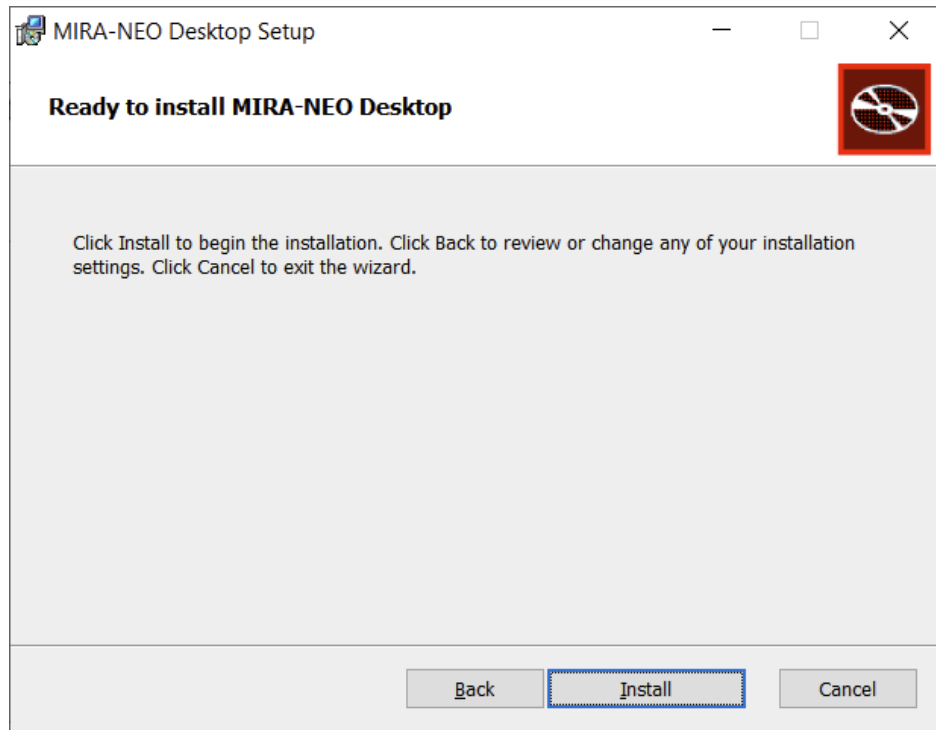 MIRA-NEO Desktop Setup
Ready to install MIRA-NEO Desktop
Click Install to begin the installation. Click Back to review or change any of your installation
settings. Click Cancel to exit the wizard.
Back
Install
Cancel